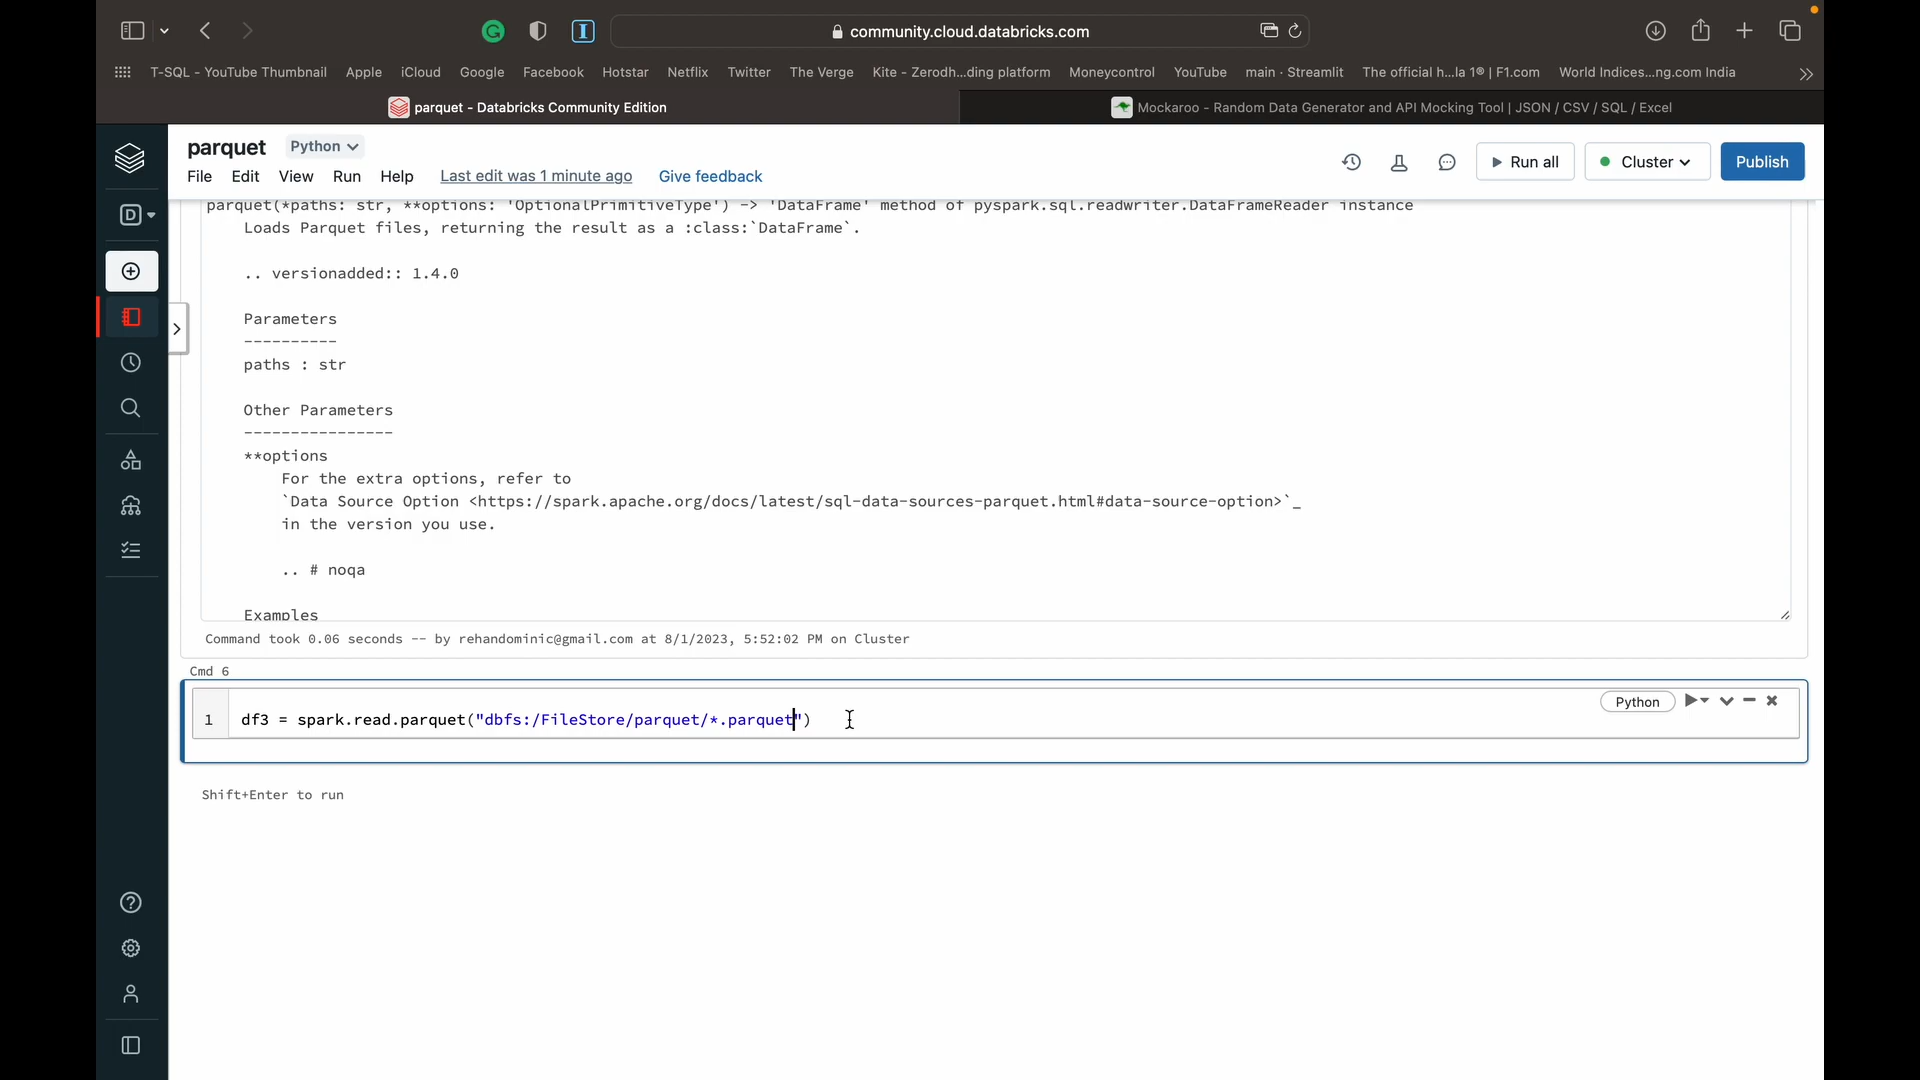 community.cloud.databricks.com
T-SQL - YouTube Thumbnail Apple iCloud Google Facebook Hotstar Netflix Twitter The Verge Kite - Zerodh...ding platform Moneycontrol YouTube main · Streamlit The official h...la 1® | F1.com World Indices...ng.com India
parquet - Databricks Community Edition Mockaroo - Random Data Generator and API Mocking Tool | JSON / CSV / SQL / Excel
parquet Python
D
Run all Cluster Publish
File Edit View Run Help Last edit was 1 minute ago Give feedback
parquet(*paths: str, **options: 'OptionalPrimitiveType') -> 'DataFrame' method of pyspark.sql.readwriter.DataFrameReader instance
Loads Parquet files, returning the result as a :class:`DataFrame`.
.. versionadded:: 1.4.0
Parameters
----------
paths : str
Other Parameters
----------------
**options
For the extra options, refer to
`Data Source Option <https://spark.apache.org/docs/latest/sql-data-sources-parquet.html#data-source-option>`_
in the version you use.
.. # noqa
Examples
Command took 0.06 seconds -- by rehandominic@gmail.com at 8/1/2023, 5:52:02 PM on Cluster
Cmd 6
Python
1 df3 = spark.read.parquet("dbfs:/FileStore/parquet/*.parquet")
Shift+Enter to run